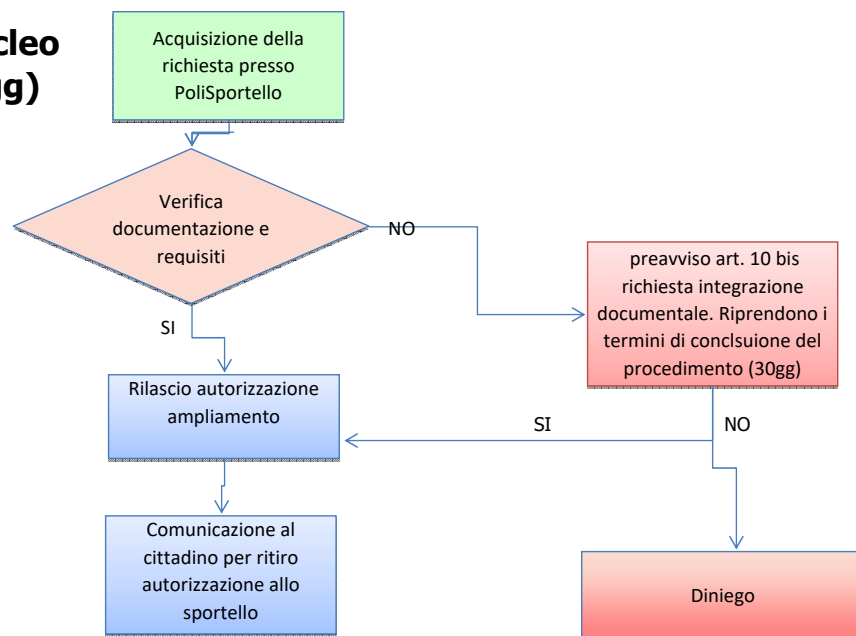 cleo
gg)
Acquisizione della
richiesta presso
PoliSportello
Verifica
documentazione e
requisiti
NO
preavviso art. 10 bis
richiesta integrazione
documentale. Riprendono i
termini di conclsuione del
procedimento (30gg)
SI
Rilascio autorizzazione
ampliamento
SI
NO
Comunicazione al
cittadino per ritiro
autorizzazione allo
sportello
Diniego